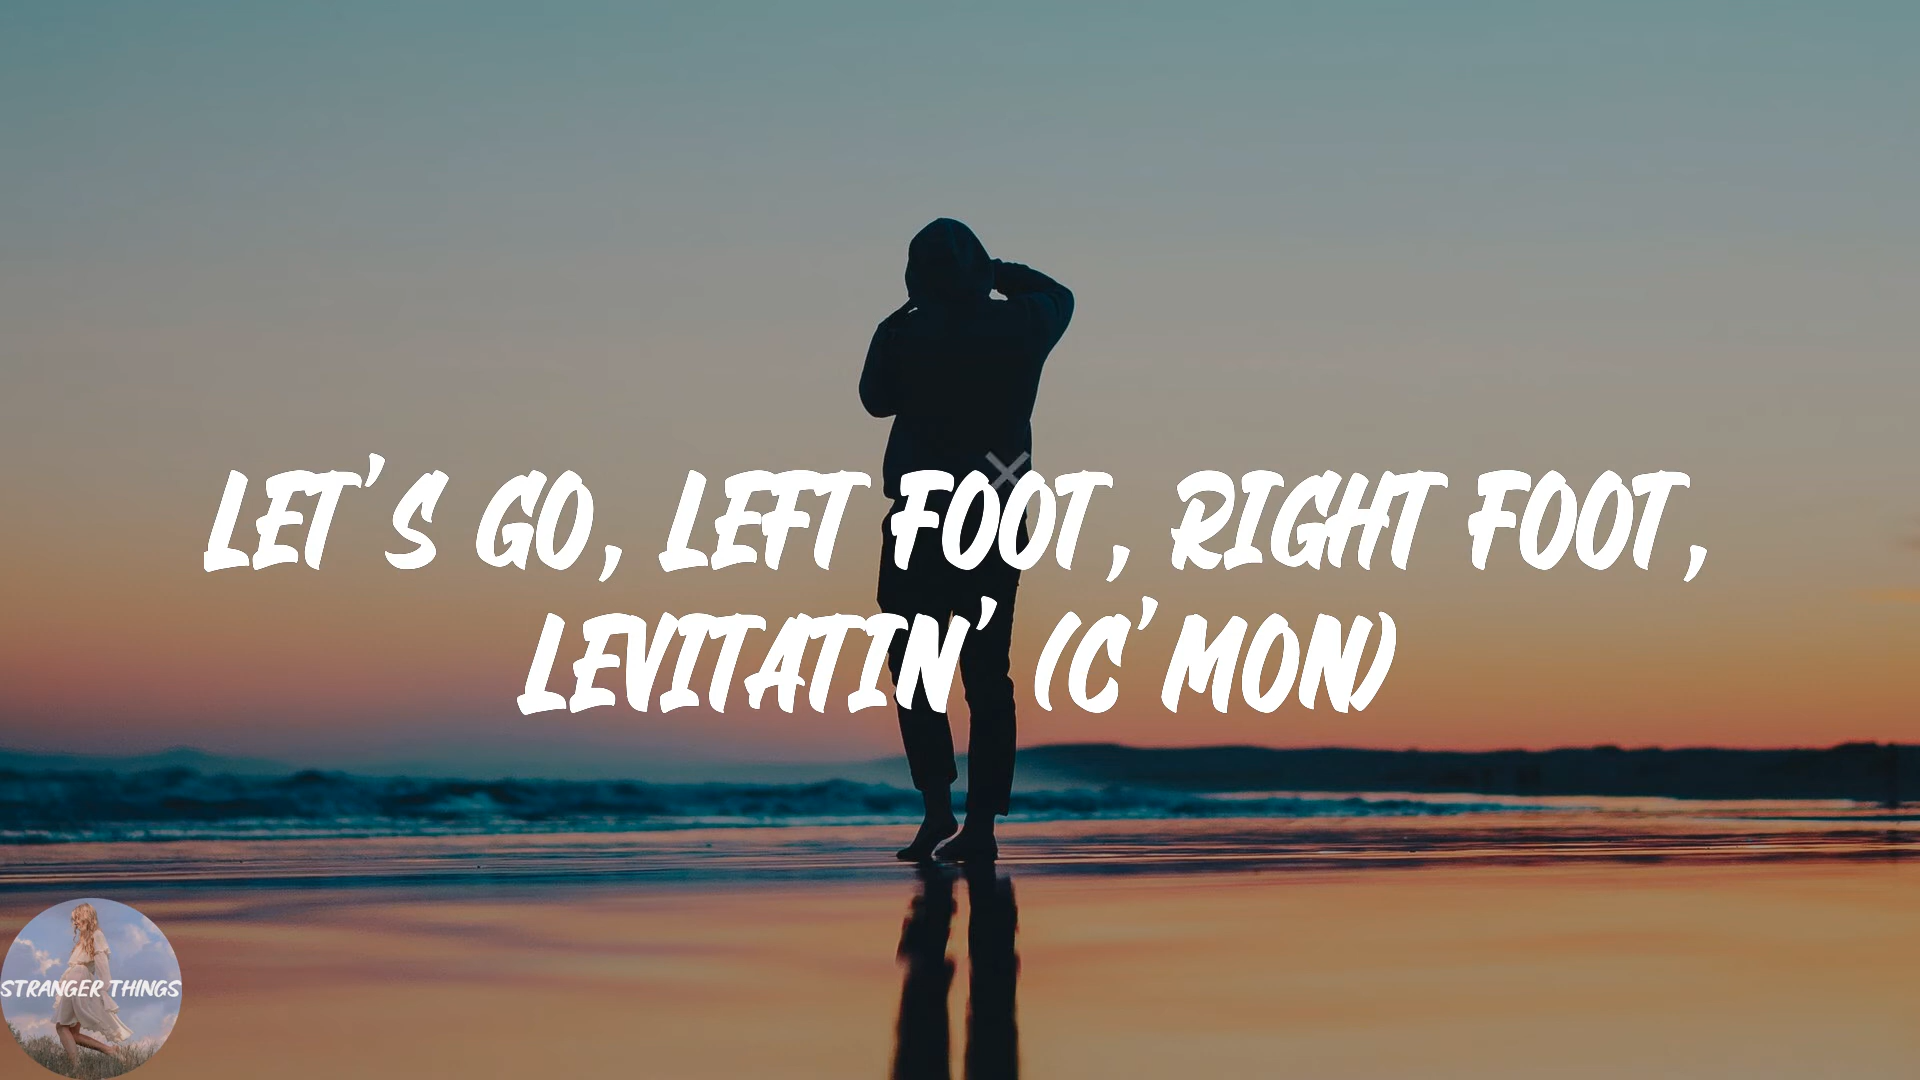 LET'S GO, LEFT FOOT, RIGHT FOOT,
LEVITATIN' (C'MON)
STRANGER THINGS